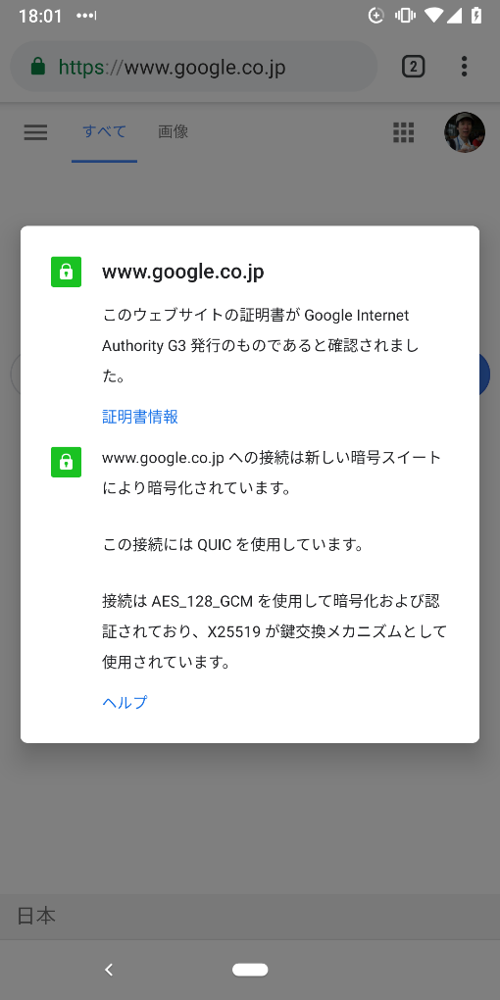 18:01
2
https://www.google.co.jp
すべて
画像
www.google.co.jp
このウェブサイトの証明書が Google Internet
Authority G3 発行のものであると確認されまし
た。
証明書情報
www.google.co.jp への接続は新しい暗号スイート
により暗号化されています。
この接続には QUIC を使用しています。
接続は AES_128_GCM を使用して暗号化および認
証されており、X25519 が鍵交換メカニズムとして
使用されています。
ヘルプ
日本